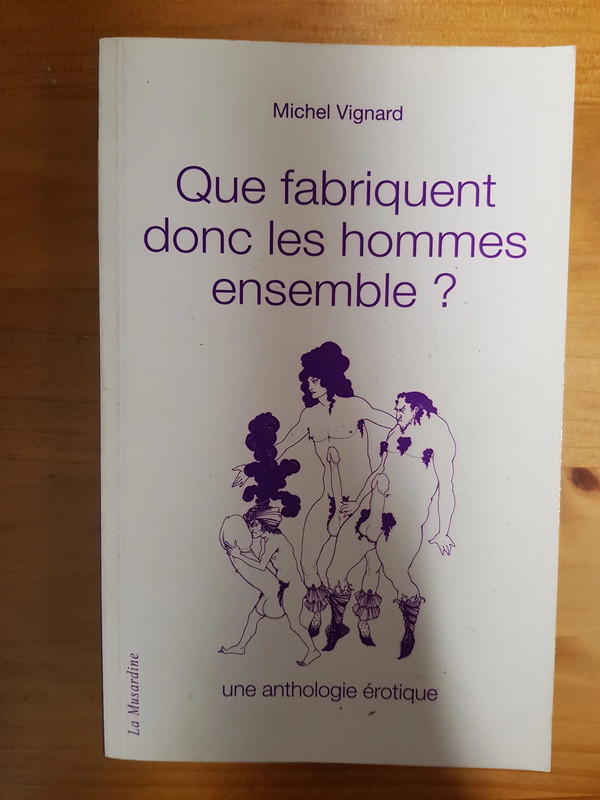 Michel Vignard
Que fabriquent
donc les hommes
ensemble ?
une anthologie érotique
La Musardine